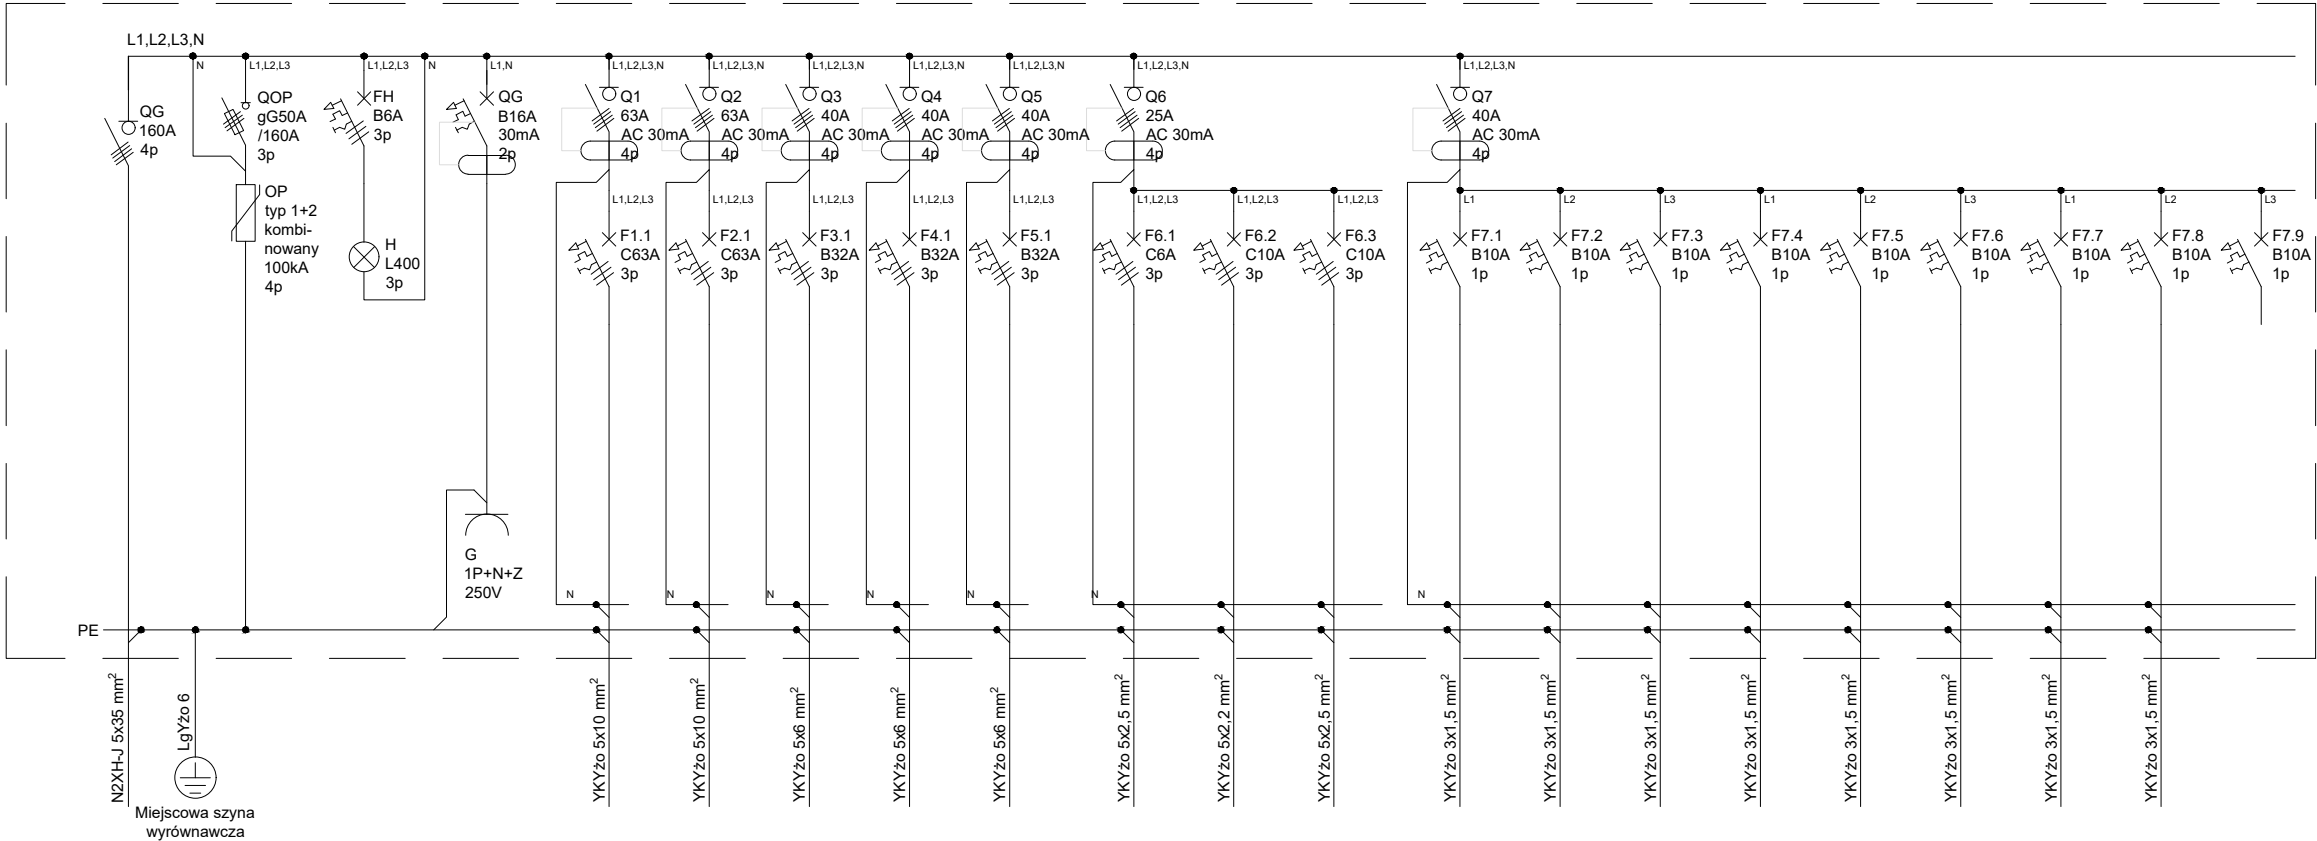 L1,L2,L3,N
N
L1,L2,L3
L1,L2,L3
N
L1,N
L1,L2,L3,N
L1,L2,L3,N
L1,L2,L3,N
L1,L2,L3,N
L1,L2,L3,N
L1,L2,L3,N
L1,L2,L3,N
QG
160A
4p
QOP
gG50A
/160A
3p
OP
typ 1+2
kombi-
nowany
100kA
4p
FH
B6A
3p
H
L400
3p
QG
B16A
30mA
2p
G
1P+N+Z
250V
Q1
63A
AC 30mA
4p
Q2
63A
AC 30mA
4p
Q3
40A
AC 30mA
4p
Q4
40A
AC 30mA
4p
Q5
40A
AC 30mA
4p
Q6
25A
AC 30mA
4p
Q7
40A
AC 30mA
4p
L1,L2,L3
F1.1
C63A
3p
L1,L2,L3
F2.1
C63A
3p
L1,L2,L3
F3.1
B32A
3p
L1,L2,L3
F4.1
B32A
3p
L1,L2,L3
F5.1
B32A
3p
L1,L2,L3
F6.1
C6A
3p
L1,L2,L3
F6.2
C10A
3p
L1,L2,L3
F6.3
C10A
3p
L1
F7.1
B10A
1p
L2
F7.2
B10A
1p
L3
F7.3
B10A
1p
L1
F7.4
B10A
1p
L2
F7.5
B10A
1p
L3
F7.6
B10A
1p
L1
F7.7
B10A
1p
L2
F7.8
B10A
1p
L3
F7.9
B10A
1p
N
N
N
N
N
N
N
PE
N2XH-J 5x35 mm²
LgYżo 6
Miejscowa szyna
wyrównawcza
YKYżo 5x10 mm²
YKYżo 5x10 mm²
YKYżo 5x6 mm²
YKYżo 5x6 mm²
YKYżo 5x6 mm²
YKYżo 5x2,5 mm²
YKYżo 5x2,2 mm²
YKYżo 5x2,5 mm²
YKYżo 3x1,5 mm²
YKYżo 3x1,5 mm²
YKYżo 3x1,5 mm²
YKYżo 3x1,5 mm²
YKYżo 3x1,5 mm²
YKYżo 3x1,5 mm²
YKYżo 3x1,5 mm²
YKYżo 3x1,5 mm²